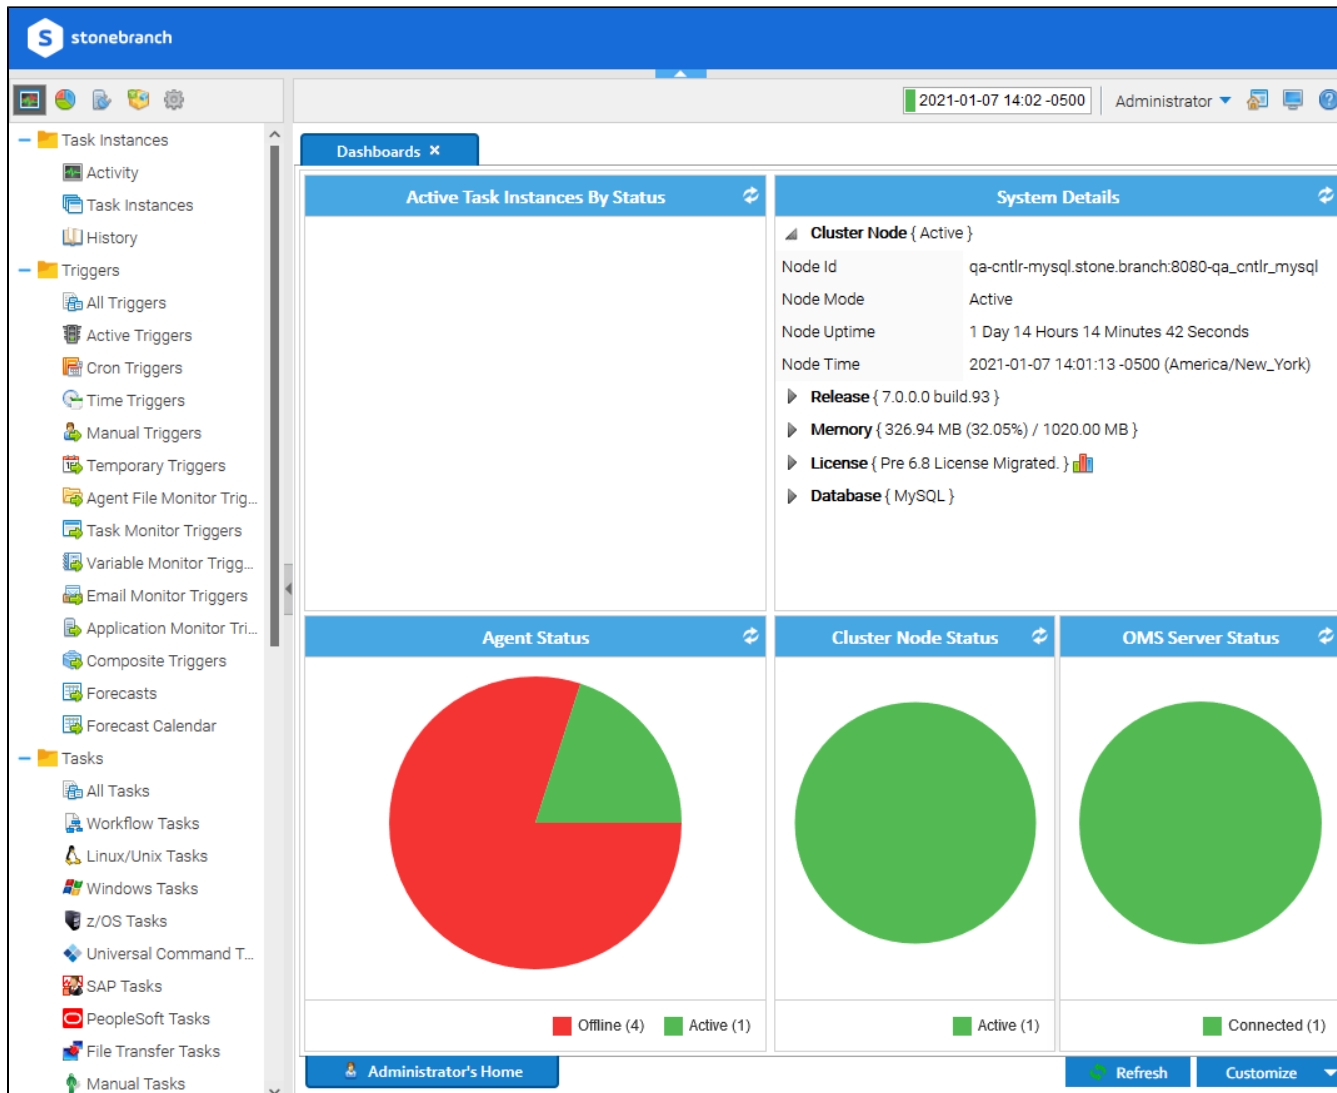 stonebranch
2021-01-07 14:02 -0500
Administrator
Task Instances
Activity
Task Instances
History
Triggers
All Triggers
Active Triggers
Cron Triggers
Time Triggers
Manual Triggers
Temporary Triggers
Agent File Monitor Trig...
Task Monitor Triggers
Variable Monitor Trigg...
Email Monitor Triggers
Application Monitor Tri...
Composite Triggers
Forecasts
Forecast Calendar
Tasks
All Tasks
Workflow Tasks
Linux/Unix Tasks
Windows Tasks
z/OS Tasks
Universal Command T...
SAP Tasks
PeopleSoft Tasks
File Transfer Tasks
Manual Tasks
Dashboards
Active Task Instances By Status
System Details
Cluster Node { Active }
Node Id qa-cntlr-mysql.stone.branch:8080-qa_cntlr_mysql
Node Mode Active
Node Uptime 1 Day 14 Hours 14 Minutes 42 Seconds
Node Time 2021-01-07 14:01:13 -0500 (America/New_York)
Release { 7.0.0.0 build.93 }
Memory { 326.94 MB (32.05%) / 1020.00 MB }
License { Pre 6.8 License Migrated. }
Database { MySQL }
Agent Status
Offline (4) Active (1)
Cluster Node Status
Active (1)
OMS Server Status
Connected (1)
Administrator's Home
Refresh
Customize